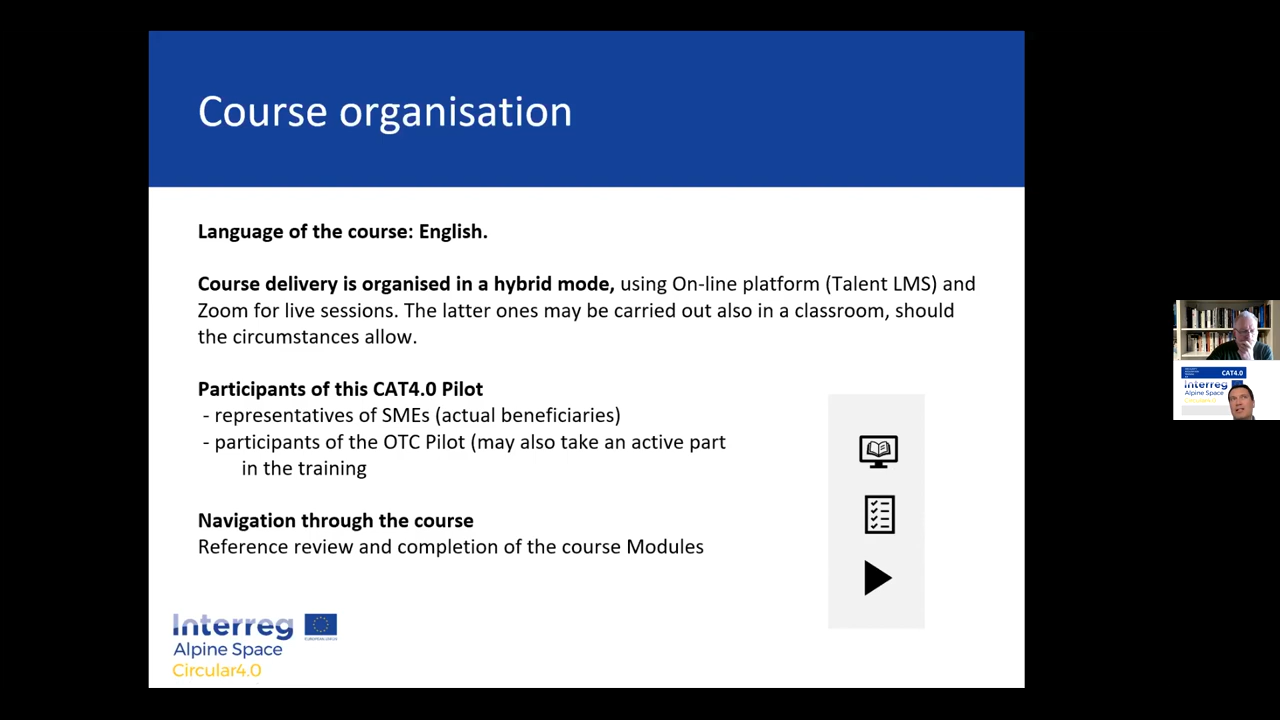 Course organisation
Language of the course: English.
Course delivery is organised in a hybrid mode, using On-line platform (Talent LMS) and
Zoom for live sessions. The latter ones may be carried out also in a classroom, should
the circumstances allow.
Participants of this CAT4.0 Pilot
- representatives of SMEs (actual beneficiaries)
- participants of the OTC Pilot (may also take an active part
in the training
Navigation through the course
Reference review and completion of the course Modules
Interreg
EUROPEAN UNION
Alpine Space
Circular4.0
CAT4.0
Interreg
Alpine Space
Circular4.0